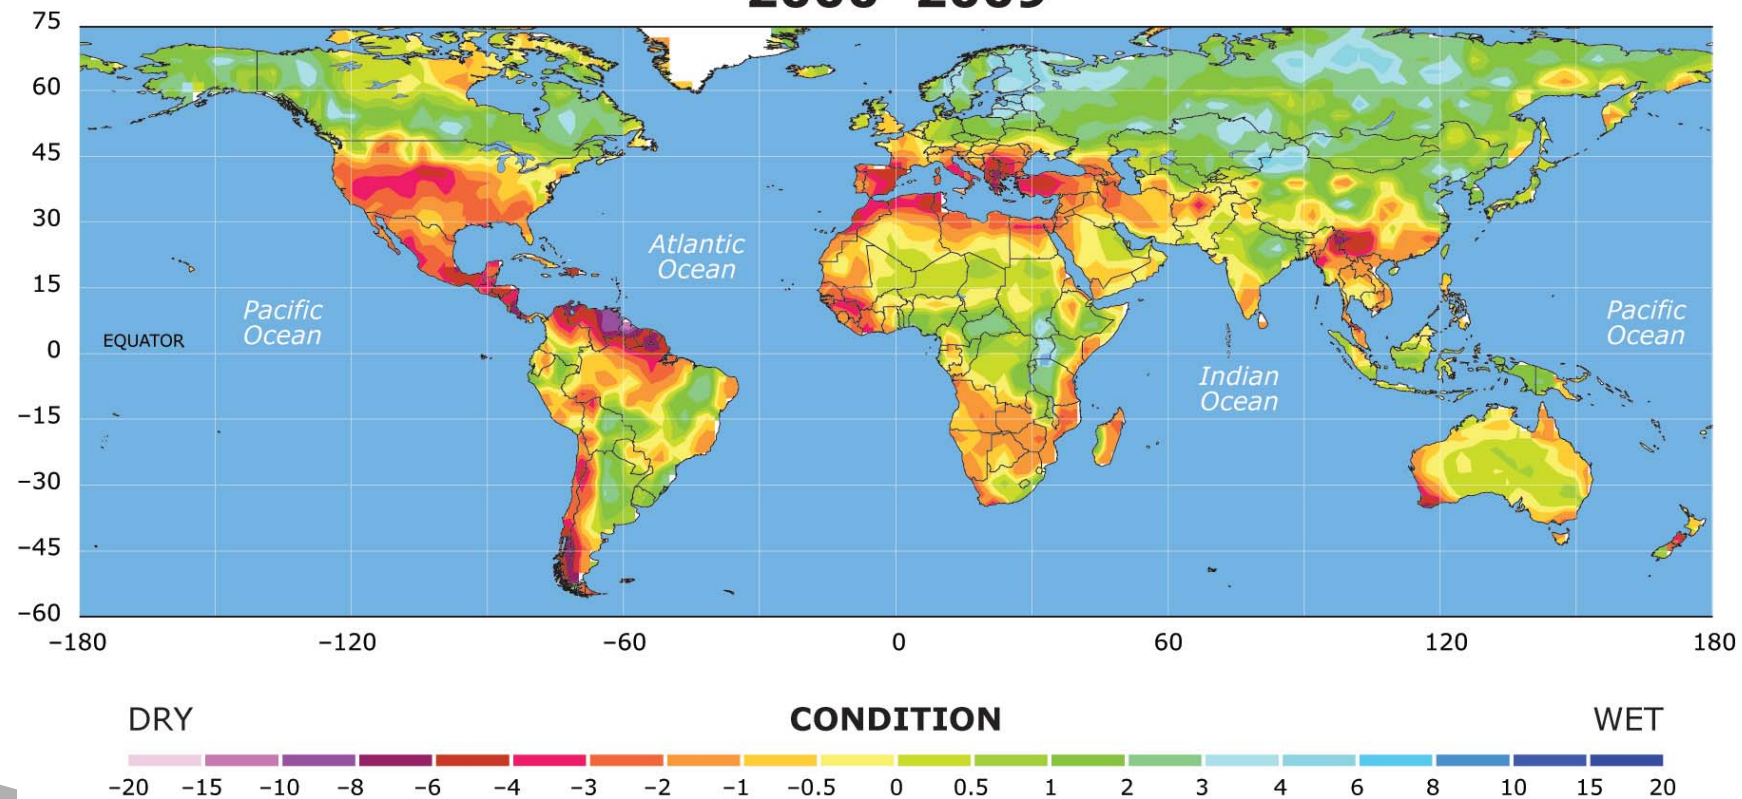 75
60
45
30
15
0
−15
−30
−45
−60
Atlantic
Ocean
Pacific
Ocean
EQUATOR
Indian
Ocean
Pacific
Ocean
−180 −120 −60 0 60 120 180
DRY CONDITION WET
−20 −15 −10 −8 −6 −4 −3 −2 −1 −0.5 0 0.5 1 2 3 4 6 8 10 15 20